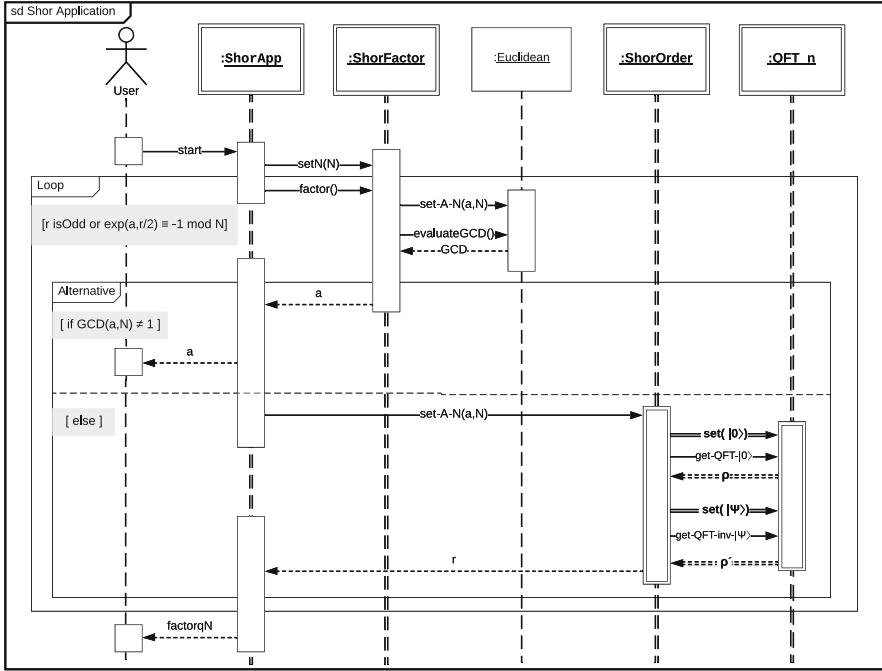 sd Shor Application
:ShorApp
:ShorFactor
:Euclidean
:ShorOrder
:QFT_n
User
start
setN(N)
Loop
factor()
set-A-N(a,N)
[r isOdd or exp(a,r/2) ≡ -1 mod N]
evaluateGCD()
GCD
Alternative
a
[ if GCD(a,N) ≠ 1 ]
a
[ else ]
set-A-N(a,N)
set( |0⟩)
get-QFT-|0⟩
ρ
set( |Ψ⟩)
get-QFT-inv-|Ψ⟩
ρ´
r
factorqN